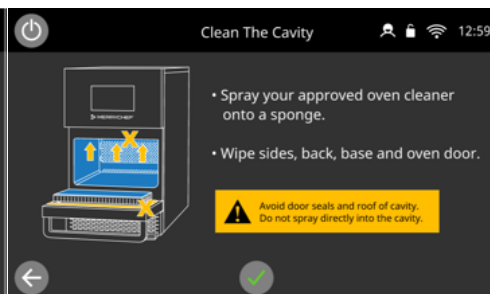 Clean The Cavity
12:59
MERRYCHEF
• Spray your approved oven cleaner
onto a sponge.
• Wipe sides, back, base and oven door.
Avoid door seals and roof of cavity.
Do not spray directly into the cavity.